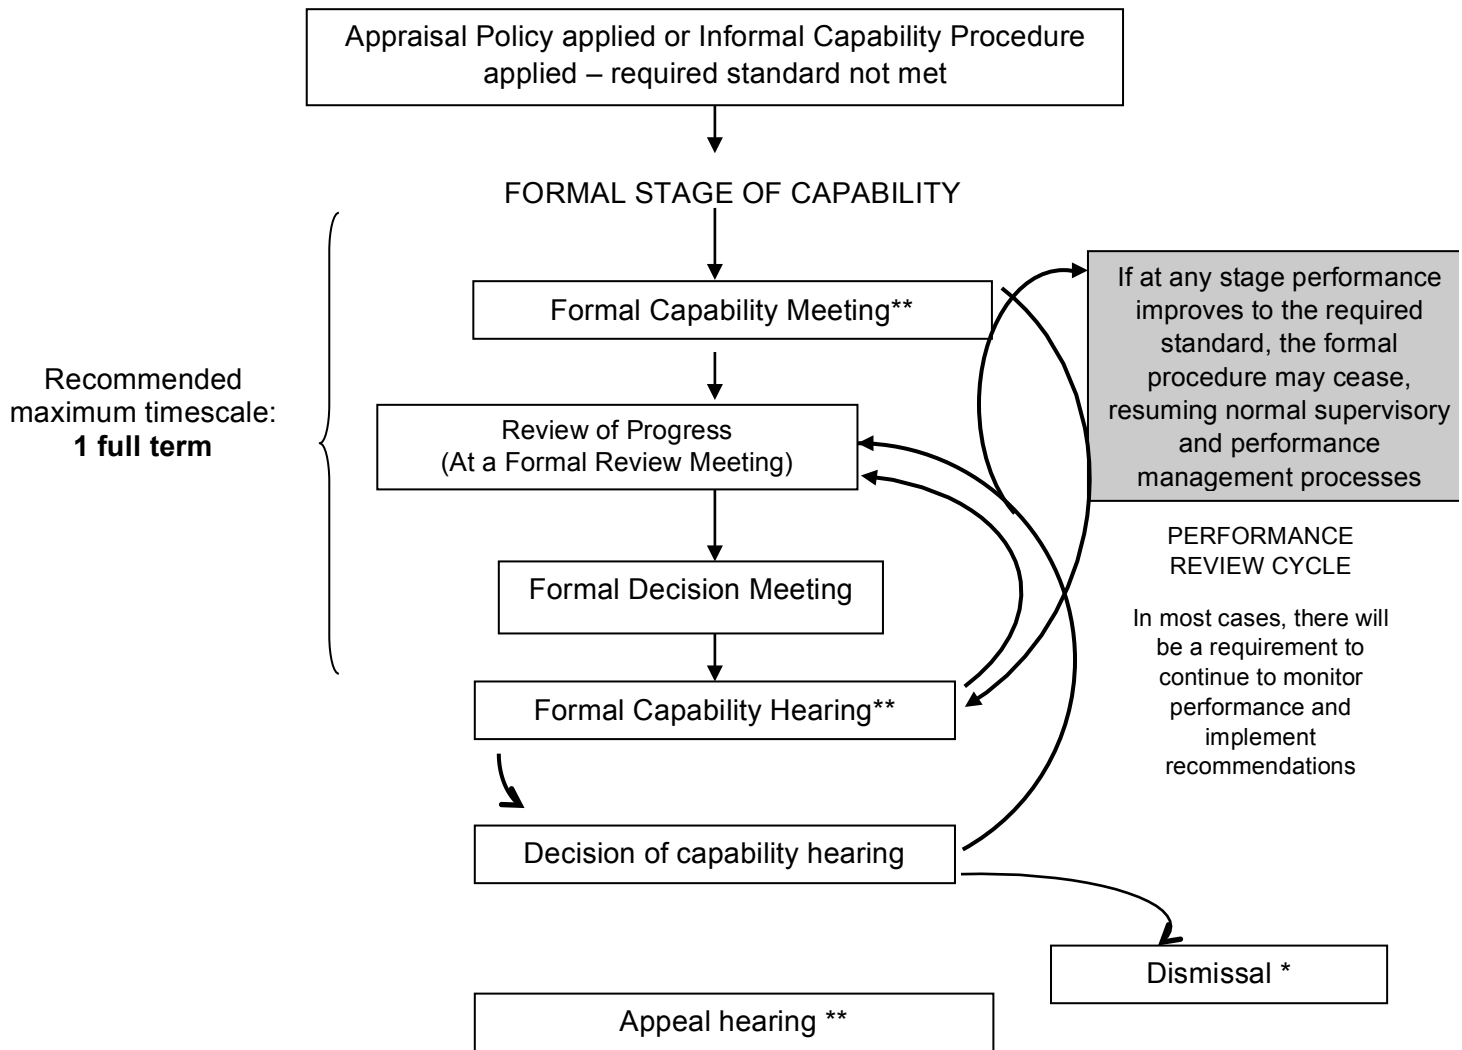 Appraisal Policy applied or Informal Capability Procedure
applied – required standard not met
FORMAL STAGE OF CAPABILITY
Formal Capability Meeting**
If at any stage performance
improves to the required
standard, the formal
procedure may cease,
resuming normal supervisory
and performance
management processes
Recommended
maximum timescale:
1 full term
Review of Progress
(At a Formal Review Meeting)
PERFORMANCE
REVIEW CYCLE
Formal Decision Meeting
In most cases, there will
be a requirement to
continue to monitor
performance and
implement
recommendations
Formal Capability Hearing**
Decision of capability hearing
Dismissal *
Appeal hearing **